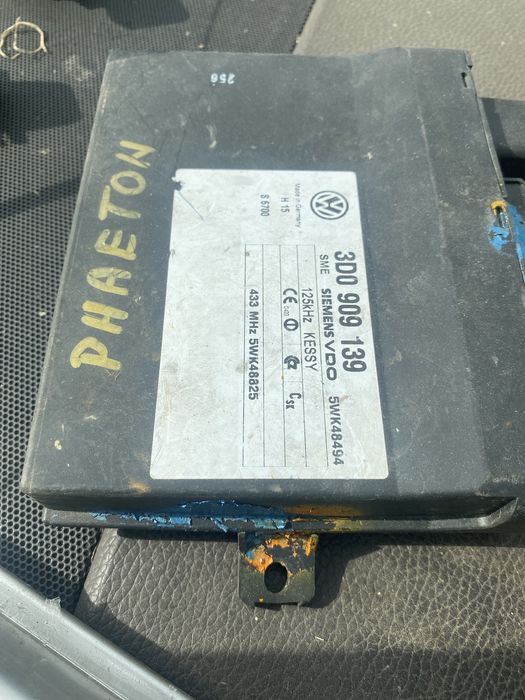 PHAETON
256
3D0 909 139
SME SIEMENS VDO 5WK48494
125kHz KESSY
433 MHz 5WK48825
Made in Germany
H 15
S 6700